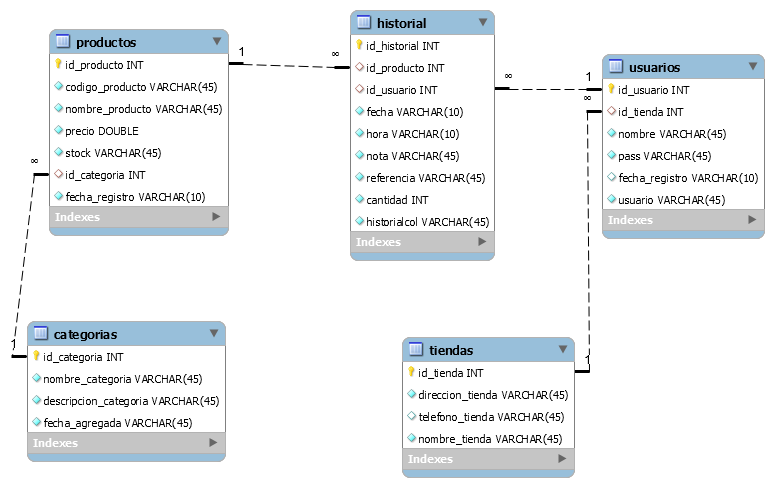 productos
id_producto INT
codigo_producto VARCHAR(45)
nombre_producto VARCHAR(45)
precio DOUBLE
stock VARCHAR(45)
id_categoria INT
fecha_registro VARCHAR(10)
Indexes
1
∞
historial
id_historial INT
id_producto INT
id_usuario INT
fecha VARCHAR(10)
hora VARCHAR(10)
nota VARCHAR(45)
referencia VARCHAR(45)
cantidad INT
historialcol VARCHAR(45)
Indexes
∞
1
usuarios
id_usuario INT
id_tienda INT
nombre VARCHAR(45)
pass VARCHAR(45)
fecha_registro VARCHAR(10)
usuario VARCHAR(45)
Indexes
∞
∞
1
categorias
id_categoria INT
nombre_categoria VARCHAR(45)
descripcion_categoria VARCHAR(45)
fecha_agregada VARCHAR(45)
Indexes
tiendas
id_tienda INT
direccion_tienda VARCHAR(45)
telefono_tienda VARCHAR(45)
nombre_tienda VARCHAR(45)
Indexes
1